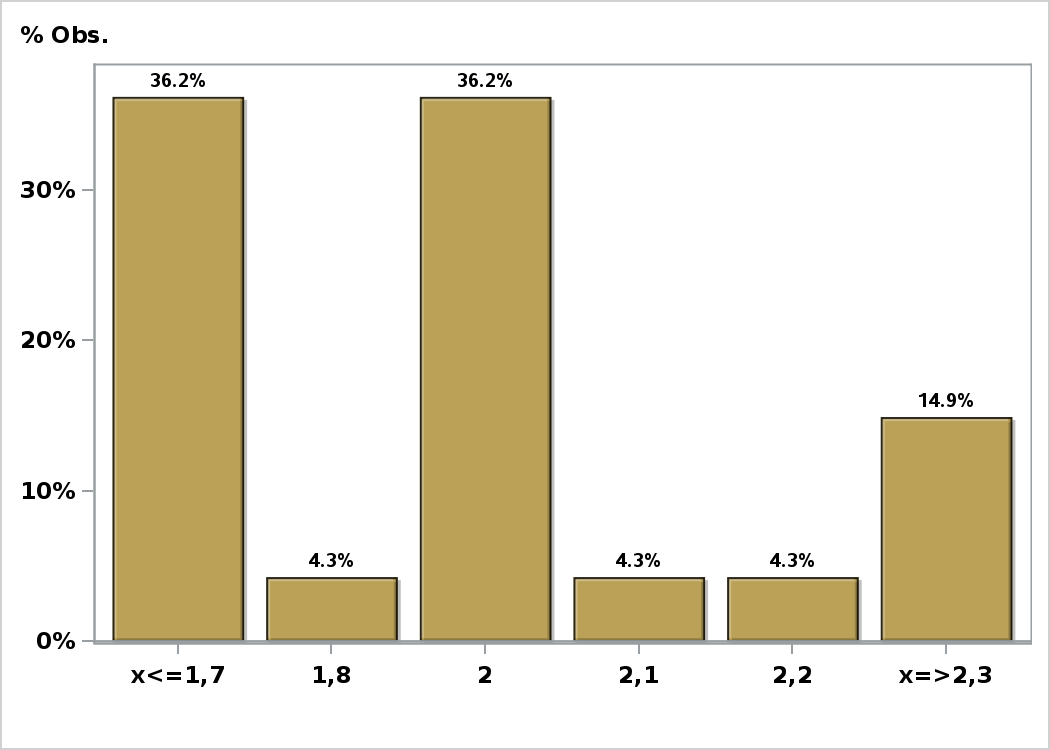 % Obs.
36.2% 36.2%
30%
20%
14.9%
10%
4.3% 4.3% 4.3%
0%
x<=1,7 1,8 2 2,1 2,2 x=>2,3